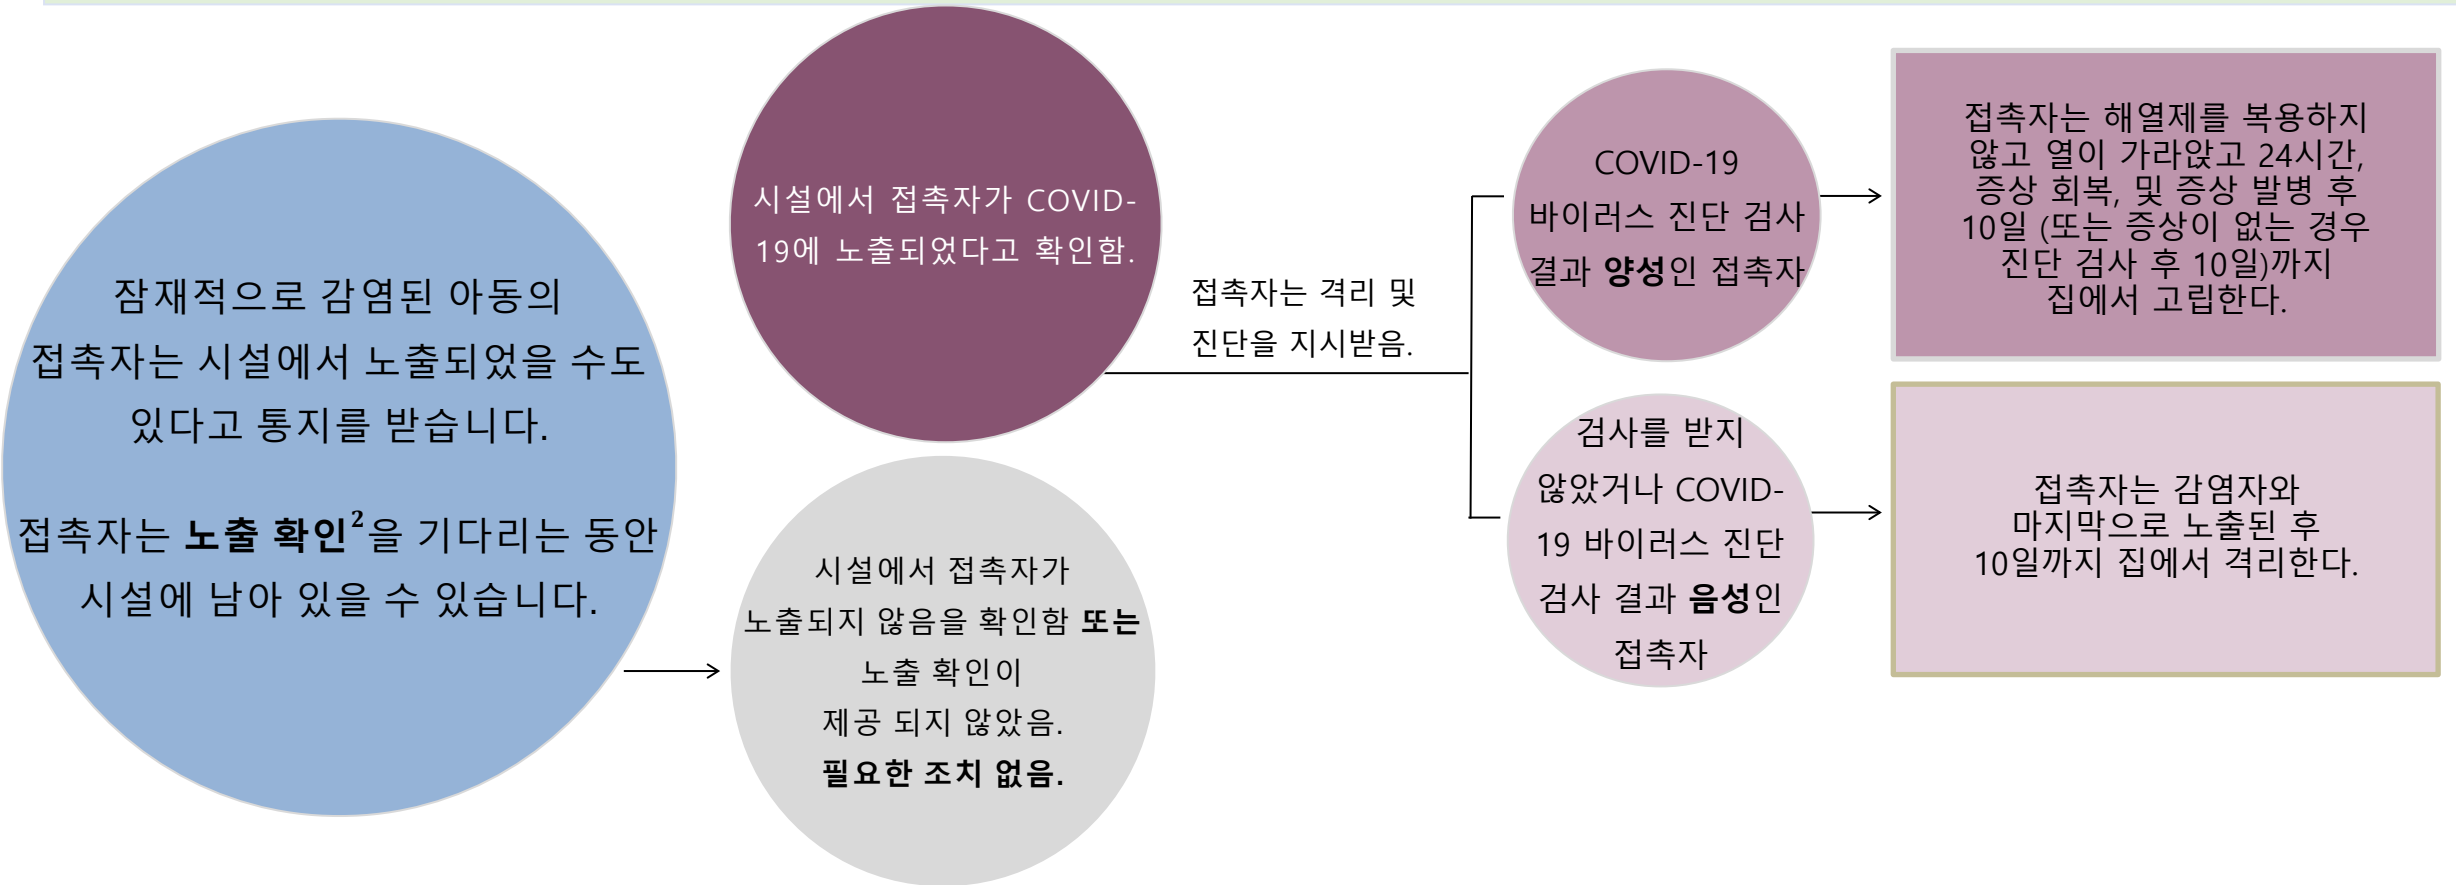 잠재적으로 감염된 아동의
접촉자는 시설에서 노출되었을 수도
있다고 통지를 받습니다.
접촉자는 노출 확인²을 기다리는 동안
시설에 남아 있을 수 있습니다.
시설에서 접촉자가 COVID-
19에 노출되었다고 확인함.
시설에서 접촉자가
노출되지 않음을 확인함 또는
노출 확인이
제공 되지 않았음.
필요한 조치 없음.
접촉자는 격리 및
진단을 지시받음.
COVID-19
바이러스 진단 검사
결과 양성인 접촉자
접촉자는 해열제를 복용하지
않고 열이 가라앉고 24시간,
증상 회복, 및 증상 발병 후
10일 (또는 증상이 없는 경우
진단 검사 후 10일)까지
집에서 고립한다.
검사를 받지
않았거나 COVID-
19 바이러스 진단
검사 결과 음성인
접촉자
접촉자는 감염자와
마지막으로 노출된 후
10일까지 집에서 격리한다.